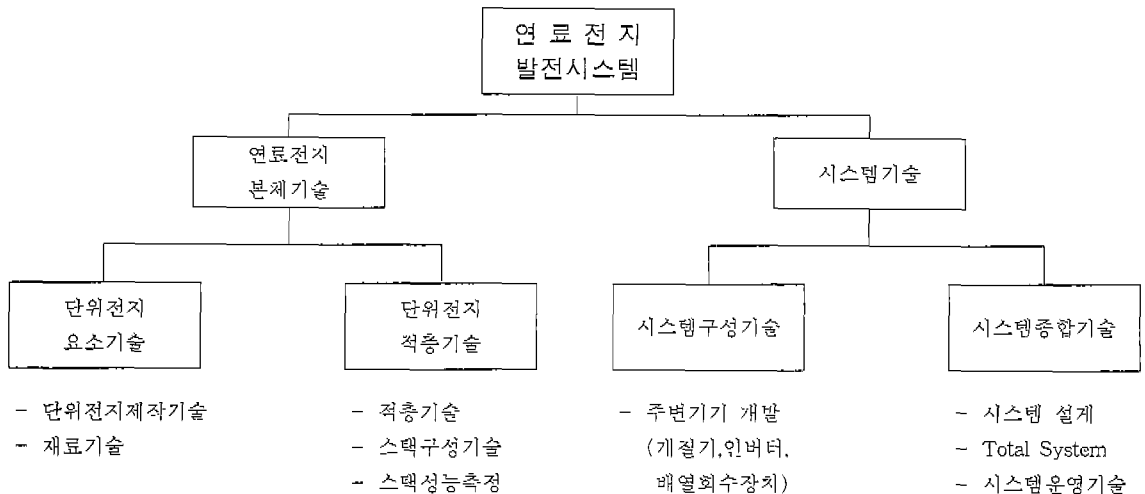 연 료 전 지
발전시스템
연료전지
본체기술
시스템기술
단위전지
요소기술
단위전지
적층기술
시스템구성기술
시스템종합기술
- 단위전지제작기술
- 재료기술
- 적층기술
- 스택구성기술
- 스택성능측정
- 주변기기 개발
(개질기,인버터,
배열회수장치)
- 시스템 설계
- Total System
- 시스템운영기술